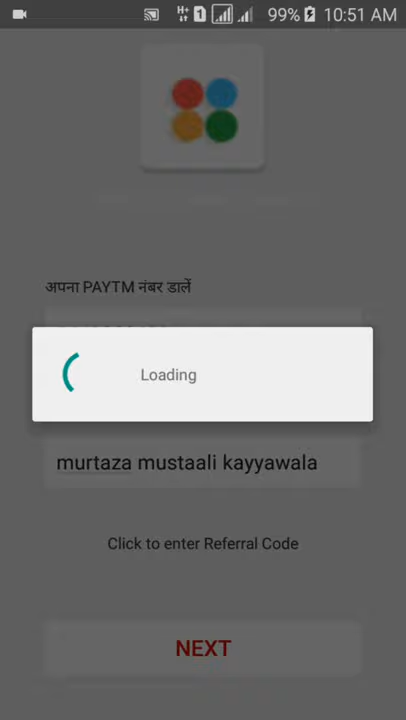 99% 10:51 AM
अपना PAYTM नंबर डालें
Loading
murtaza mustaali kayyawala
Click to enter Referral Code
NEXT